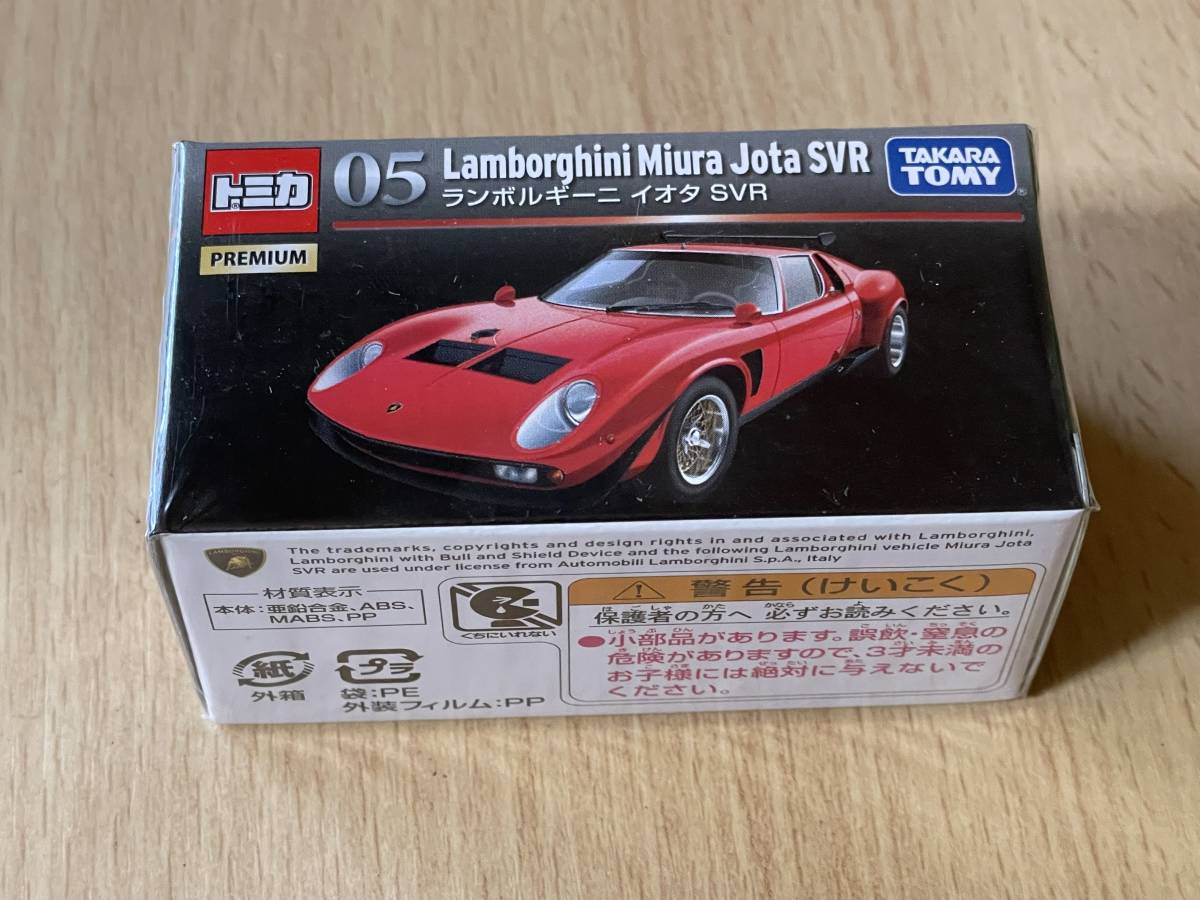 トミカ
®
05
Lamborghini Miura Jota SVR
ランボルギーニ イオタ SVR
TAKARA
TOMY
®
PREMIUM
LAMBORGHINI
The trademarks, copyrights and design rights in and associated with Lamborghini,
Lamborghini with Bull and Shield Device and the following Lamborghini vehicle Miura Jota
SVR are used under license from Automobili Lamborghini S.p.A., Italy
材質表示
本体:亜鉛合金、ABS、
MABS、PP
紙
外箱
プラ
袋:PE
外装フィルム:PP
くちにいれない
警告(けいこく)
保護者の方へ 必ずお読みください。
●小部品があります。誤飲・窒息の
危険がありますので、3才未満の
お子様には絶対に与えないで
ください。